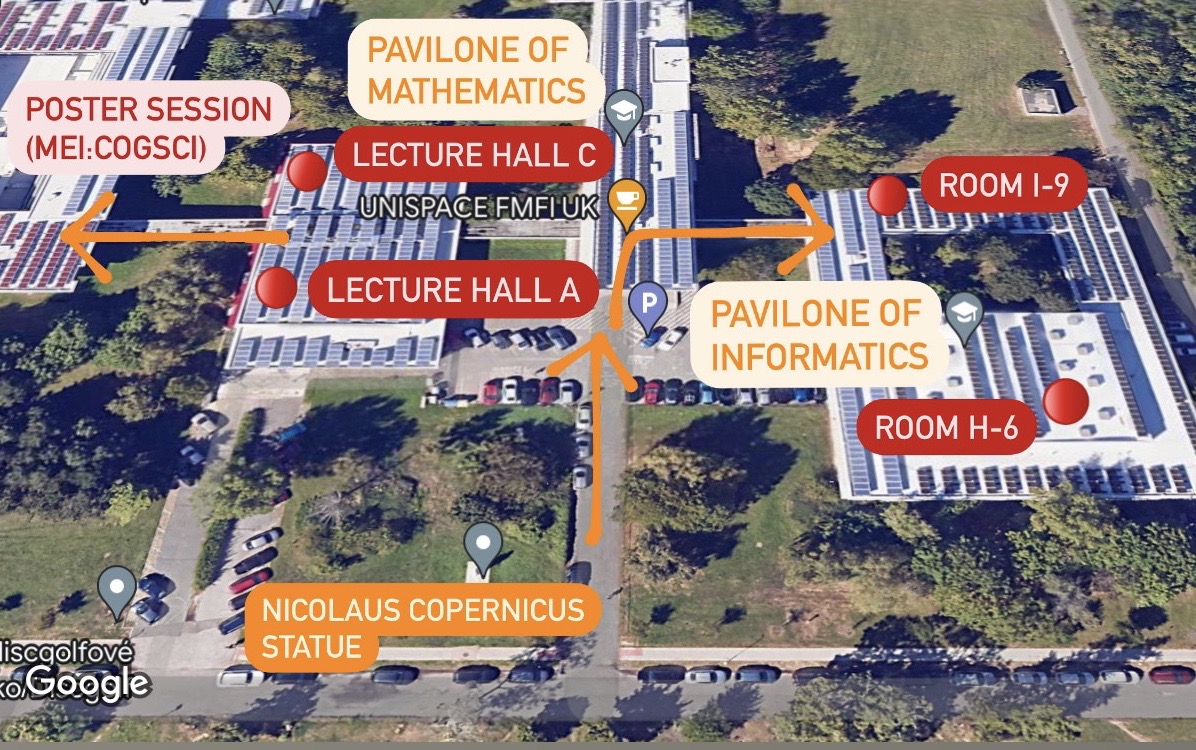 PAVILONE OF
MATHEMATICS
POSTER SESSION
(MEI:COGSCI)
LECTURE HALL C
UNISPACE FMFI UK
ROOM I-9
LECTURE HALL A
P
PAVILONE OF
INFORMATICS
ROOM H-6
NICOLAUS COPERNICUS
STATUE
discgolfové
Google